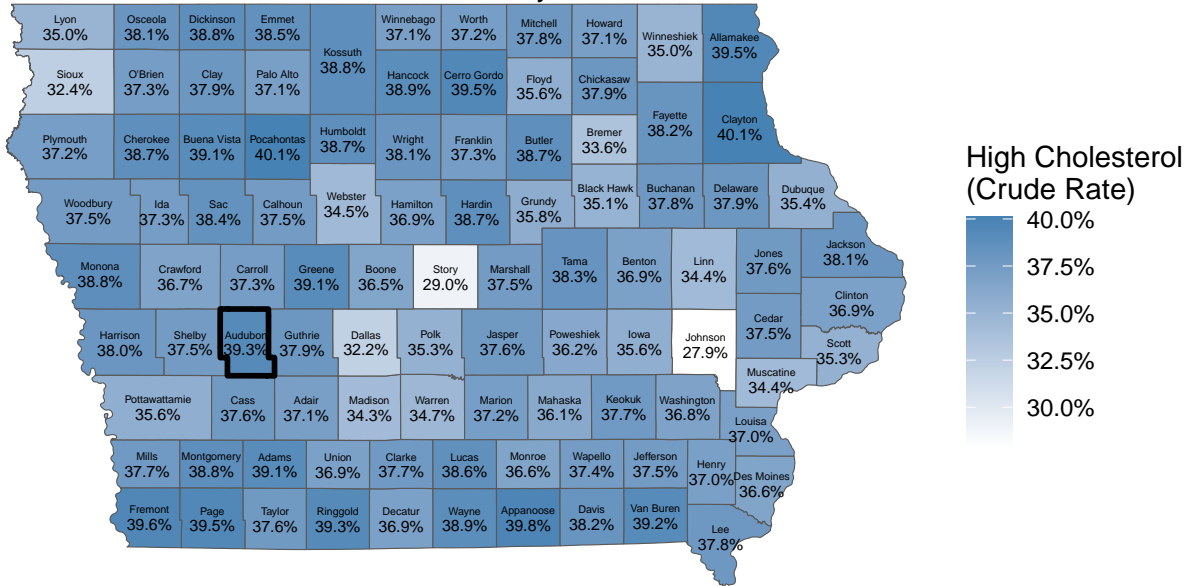 Lyon
35.0%
Osceola
38.1%
Dickinson
38.8%
Emmet
38.5%
Kossuth
38.8%
Winnebago
37.1%
Worth
37.2%
Mitchell
37.8%
Howard
37.1%
Winneshiek
35.0%
Allamakee
39.5%
Sioux
32.4%
O'Brien
37.3%
Clay
37.9%
Palo Alto
37.1%
Hancock
38.9%
Cerro Gordo
39.5%
Floyd
35.6%
Chickasaw
37.9%
Fayette
38.2%
Clayton
40.1%
Plymouth
37.2%
Cherokee
38.7%
Buena Vista
39.1%
Pocahontas
40.1%
Humboldt
38.7%
Wright
38.1%
Franklin
37.3%
Butler
38.7%
Bremer
33.6%
Woodbury
37.5%
Ida
37.3%
Sac
38.4%
Calhoun
37.5%
Webster
34.5%
Hamilton
36.9%
Hardin
38.7%
Grundy
35.8%
Black Hawk
35.1%
Buchanan
37.8%
Delaware
37.9%
Dubuque
35.4%
Monona
38.8%
Crawford
36.7%
Carroll
37.3%
Greene
39.1%
Boone
36.5%
Story
29.0%
Marshall
37.5%
Tama
38.3%
Benton
36.9%
Linn
34.4%
Jones
37.6%
Jackson
38.1%
Clinton
36.9%
Harrison
38.0%
Shelby
37.5%
Audubon
39.3%
Guthrie
37.9%
Dallas
32.2%
Polk
35.3%
Jasper
37.6%
Poweshiek
36.2%
Iowa
35.6%
Johnson
27.9%
Cedar
37.5%
Scott
35.3%
Muscatine
34.4%
Pottawattamie
35.6%
Cass
37.6%
Adair
37.1%
Madison
34.3%
Warren
34.7%
Marion
37.2%
Mahaska
36.1%
Keokuk
37.7%
Washington
36.8%
Louisa
37.0%
Mills
37.7%
Montgomery
38.8%
Adams
39.1%
Union
36.9%
Clarke
37.7%
Lucas
38.6%
Monroe
36.6%
Wapello
37.4%
Jefferson
37.5%
Henry
37.0%
Des Moines
36.6%
Fremont
39.6%
Page
39.5%
Taylor
37.6%
Ringgold
39.3%
Decatur
36.9%
Wayne
38.9%
Appanoose
39.8%
Davis
38.2%
Van Buren
39.2%
Lee
37.8%
High Cholesterol
(Crude Rate)
40.0%
37.5%
35.0%
32.5%
30.0%